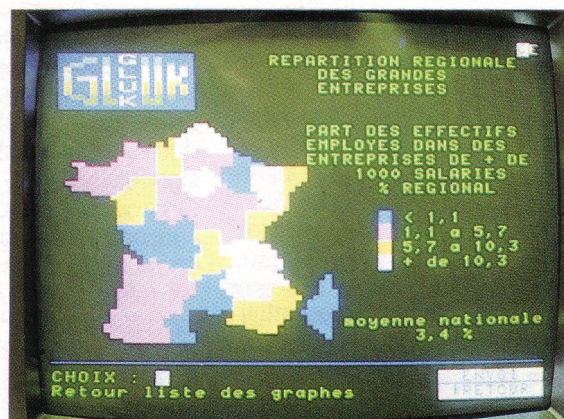 GLUK
GLUK
REPARTITION REGIONALE
DES GRANDES
ENTREPRISES
PART DES EFFECTIFS
EMPLOYES DANS DES
ENTREPRISES DE + DE
1000 SALARIES
% REGIONAL
< 1,1
1,1 a 5,7
5,7 a 10,3
+ de 10,3
moyenne nationale
3,4 %
CHOIX :
ENVOI
Retour liste des graphes
RETOUR